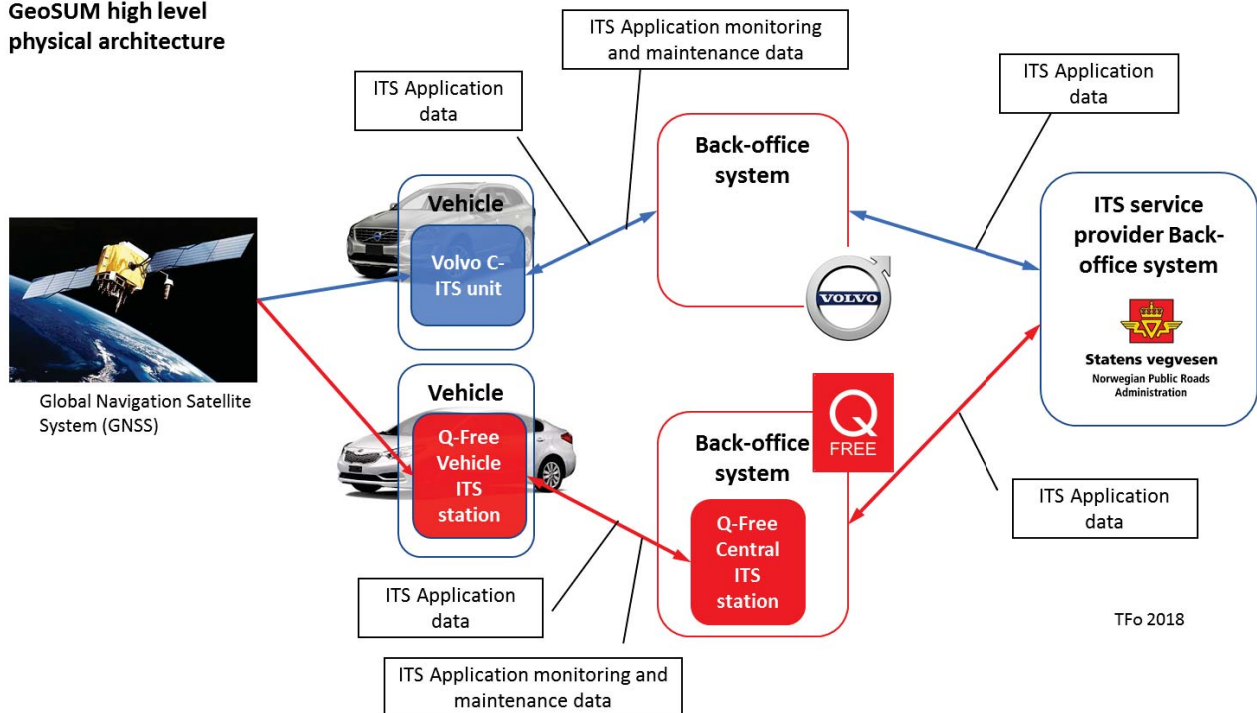 GeoSUM high level
physical architecture
ITS Application monitoring
and maintenance data
ITS Application
data
ITS Application
data
Back-office
system
Vehicle
Volvo C-
ITS unit
VOLVO
ITS service
provider Back-
office system
Statens vegvesen
Norwegian Public Roads
Administration
Global Navigation Satellite
System (GNSS)
Vehicle
Q-Free
Vehicle
ITS
station
Back-office
system
Q
FREE
Q-Free
Central
ITS
station
ITS Application
data
ITS Application
data
ITS Application monitoring and
maintenance data
TFo 2018